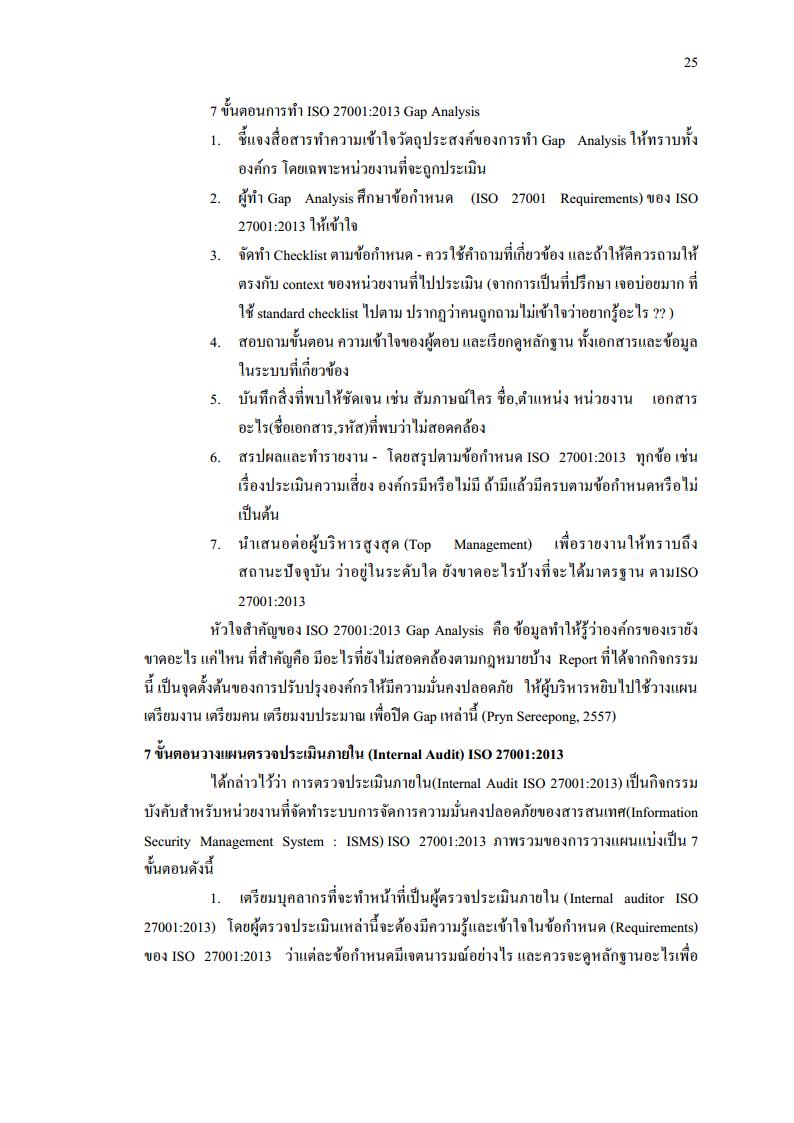 25
7 ขั้นตอนการทำ ISO 27001:2013 Gap Analysis
1. ชี้แจงสื่อสารทำความเข้าใจวัตถุประสงค์ของการทำ Gap Analysis ให้ทราบทั้ง
องค์กร โดยเฉพาะหน่วยงานที่จะถูกประเมิน
2. ผู้ทำ Gap Analysis ศึกษาข้อกำหนด (ISO 27001 Requirements) ของ ISO
27001:2013 ให้เข้าใจ
3. จัดทำ Checklist ตามข้อกำหนด - ควรใช้คำถามที่เกี่ยวข้อง และถ้าให้ดีควรถามให้
ตรงกับ context ของหน่วยงานที่ไปประเมิน (จากการเป็นที่ปรึกษา เจอบ่อยมาก ที่
ใช้ standard checklist ไปตาม ปรากฏว่าคนถูกถามไม่เข้าใจว่าอยากรู้อะไร ?? )
4. สอบถามขั้นตอน ความเข้าใจของผู้ตอบ และเรียกดูหลักฐาน ทั้งเอกสารและข้อมูล
ในระบบที่เกี่ยวข้อง
5. บันทึกสิ่งที่พบให้ชัดเจน เช่น สัมภาษณ์ใคร ชื่อ,ตำแหน่ง หน่วยงาน เอกสาร
อะไร(ชื่อเอกสาร,รหัส)ที่พบว่าไม่สอดคล้อง
6. สรปผลและทำรายงาน - โดยสรุปตามข้อกำหนด ISO 27001:2013 ทุกข้อ เช่น
เรื่องประเมินความเสี่ยง องค์กรมีหรือไม่มี ถ้ามีแล้วมีครบตามข้อกำหนดหรือไม่
เป็นต้น
7. นำเสนอต่อผู้บริหารสูงสุด (Top Management) เพื่อรายงานให้ทราบถึง
สถานะปัจจุบัน ว่าอยู่ในระดับใด ยังขาดอะไรบ้างที่จะได้มาตรฐาน ตามISO
27001:2013
หัวใจสำคัญของ ISO 27001:2013 Gap Analysis คือ ข้อมูลทำให้รู้ว่าองค์กรของเรายัง
ขาดอะไร แค่ไหน ที่สำคัญคือ มีอะไรที่ยังไม่สอดคล้องตามกฎหมายบ้าง Report ที่ได้จากกิจกรรม
นี้ เป็นจุดตั้งต้นของการปรับปรุงองค์กรให้มีความมั่นคงปลอดภัย ให้ผู้บริหารหยิบไปใช้วางแผน
เตรียมงาน เตรียมคน เตรียมงบประมาณ เพื่อปิด Gap เหล่านี้ (Pryn Sereepong, 2557)
7 ขั้นตอนวางแผนตรวจประเมินภายใน (Internal Audit) ISO 27001:2013
ได้กล่าวไว้ว่า การตรวจประเมินภายใน(Internal Audit ISO 27001:2013) เป็นกิจกรรม
บังคับสำหรับหน่วยงานที่จัดทำระบบการจัดการความมั่นคงปลอดภัยของสารสนเทศ(Information
Security Management System : ISMS) ISO 27001:2013 ภาพรวมของการวางแผนแบ่งเป็น 7
ขั้นตอนดังนี้
1. เตรียมบุคลากรที่จะทำหน้าที่เป็นผู้ตรวจประเมินภายใน (Internal auditor ISO
27001:2013) โดยผู้ตรวจประเมินเหล่านี้จะต้องมีความรู้และเข้าใจในข้อกำหนด (Requirements)
ของ ISO 27001:2013 ว่าแต่ละข้อกำหนดมีเจตนารมณ์อย่างไร และควรจะดูหลักฐานอะไรเพื่อ